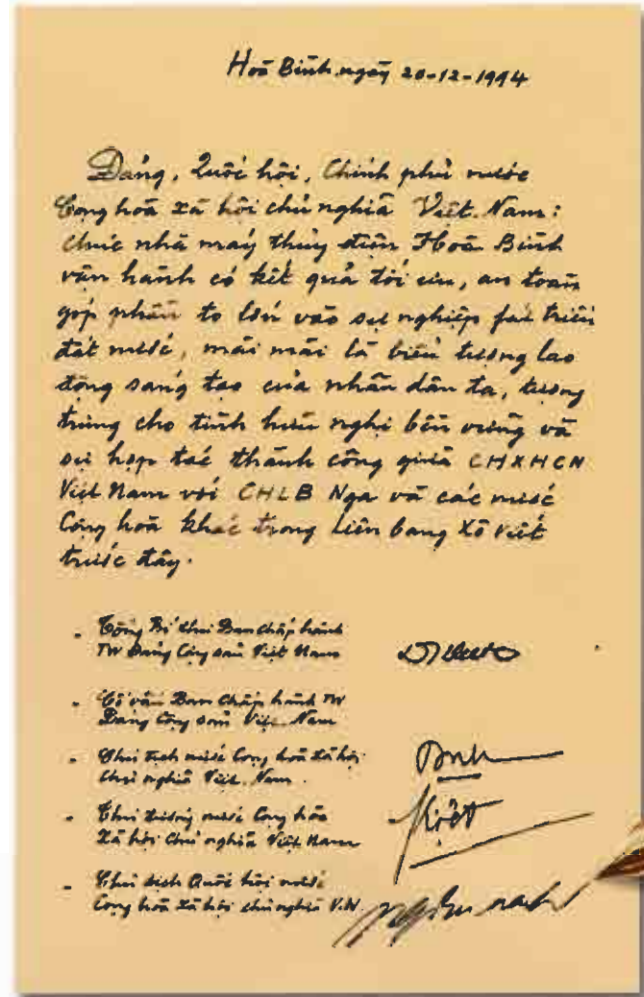 Hoà Bình, ngày 20-12-1994
Đảng, Quốc hội, Chính phủ nước
Cộng hoà xã hội chủ nghĩa Việt Nam:
chúc nhà máy thủy điện Hoà Bình
vận hành có kết quả tối ưu, an toàn
góp phần to lớn vào sự nghiệp phát triển
đất nước, mãi mãi là biểu tượng lao
động sáng tạo của nhân dân ta, tượng
trưng cho tình hữu nghị bền vững và
sự hợp tác thành công giữa CHXHCN
Việt Nam với CHLB Nga và các nước
Cộng hoà khác trong Liên bang Xô Viết
trước đây.
- Tổng Bí thư Ban chấp hành
TW Đảng Cộng sản Việt Nam
- Cố vấn Ban Chấp hành TW
Đảng Cộng sản Việt Nam
- Chủ tịch nước Cộng hoà xã hội
chủ nghĩa Việt Nam.
- Thủ tướng nước Cộng hoà
xã hội chủ nghĩa Việt Nam
Kiệt
- Chủ tịch Quốc hội nước
Cộng hoà xã hội chủ nghĩa V.N.